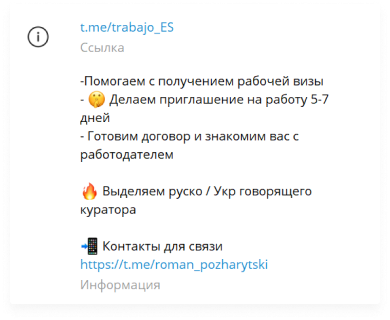 t.me/trabajo_ES
Ссылка
-Помогаем с получением рабочей визы
- 🤫 Делаем приглашение на работу 5-7
дней
- Готовим договор и знакомим вас с
работодателем
🔥 Выделяем руско / Укр говорящего
куратора
📲 Контакты для связи
https://t.me/roman_pozharytski
Информация